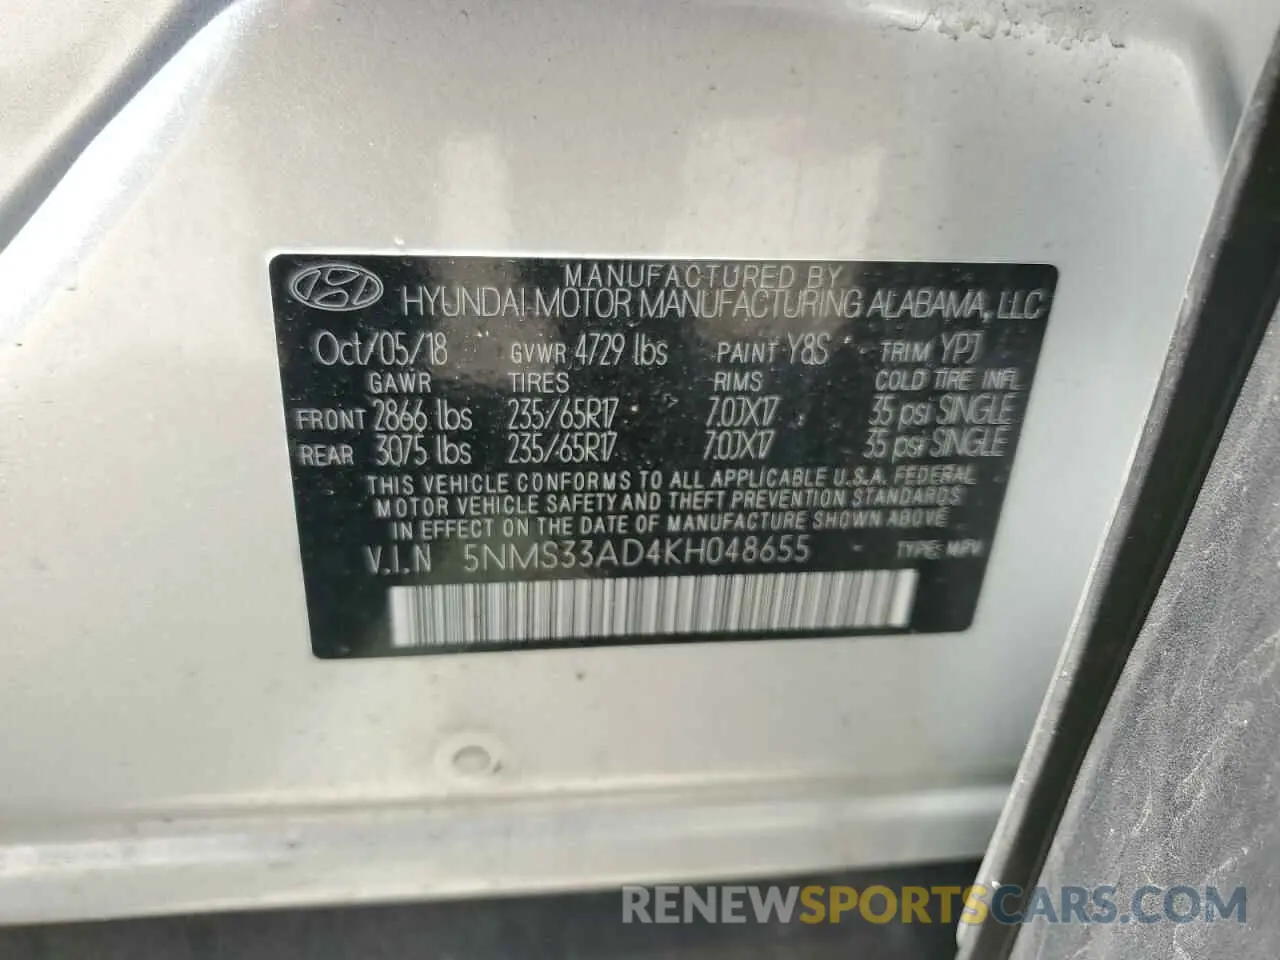 MANUFACTURED BY
HYUNDAI MOTOR MANUFACTURING ALABAMA, LLC
Oct/05/18 GVWR 4729 lbs PAINT Y8S TRIM YPJ
GAWR TIRES RIMS COLD TIRE INFL
FRONT 2866 lbs 235/65R17 7.0JX17 35 psi SINGLE
REAR 3075 lbs 235/65R17 7.0JX17 35 psi SINGLE
THIS VEHICLE CONFORMS TO ALL APPLICABLE U.S.A. FEDERAL
MOTOR VEHICLE SAFETY AND THEFT PREVENTION STANDARDS
IN EFFECT ON THE DATE OF MANUFACTURE SHOWN ABOVE
V.I.N 5NMS33AD4KH048655 TYPE: MPV
RENEWSPORTSCARS.COM